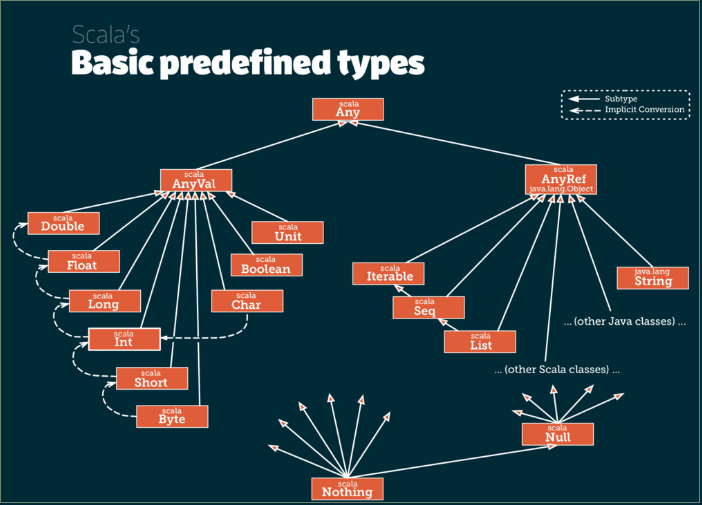 Scala's
Basic predefined types
Subtype
Implicit Conversion
scala
Any
scala
AnyVal
scala
AnyRef
java.lang.Object
scala
Double
scala
Unit
scala
Float
scala
Boolean
scala
Iterable
java.lang
String
scala
Long
scala
Char
scala
Seq
... (other Java classes) ...
scala
Int
scala
List
scala
Short
... (other Scala classes) ...
scala
Byte
scala
Null
scala
Nothing